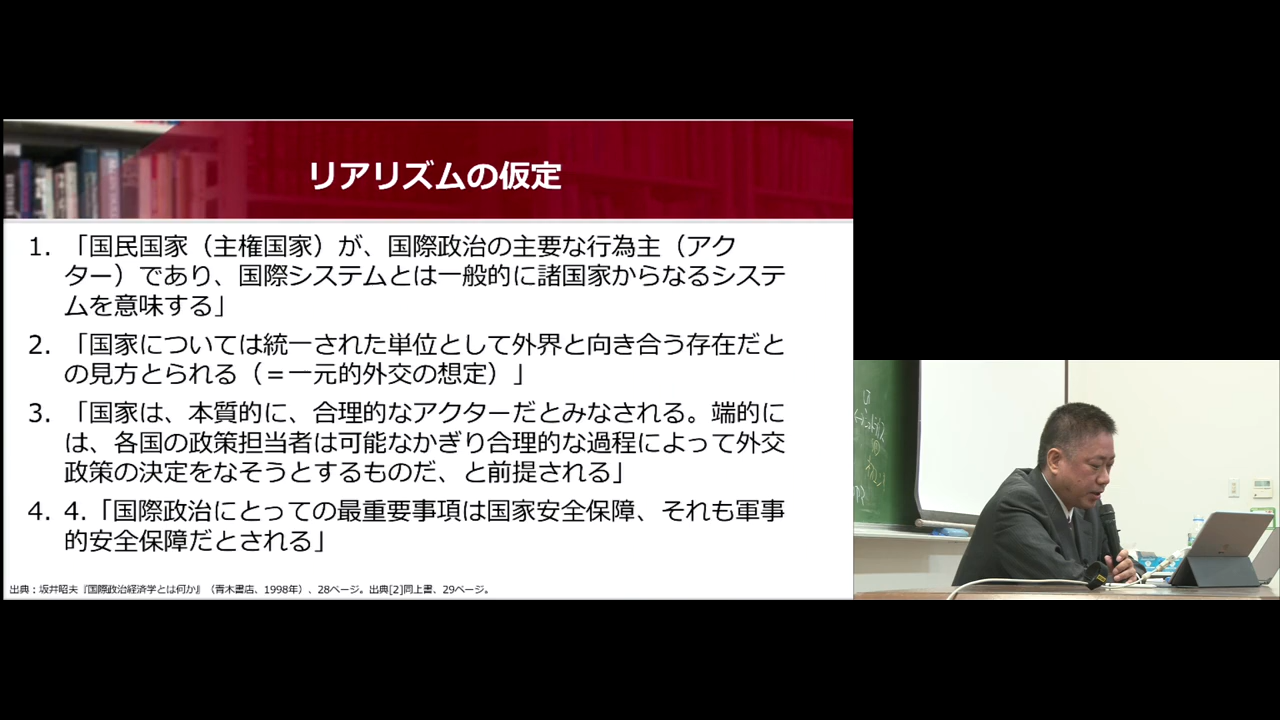 リアリズムの仮定
1. 「国民国家（主権国家）が、国際政治の主要な行為主（アク
ター）であり、国際システムとは一般的に諸国家からなるシステ
ムを意味する」
2. 「国家については統一された単位として外界と向き合う存在だと
の見方とられる（＝一元的外交の想定）」
3. 「国家は、本質的に、合理的なアクターだとみなされる。端的に
は、各国の政策担当者は可能なかぎり合理的な過程によって外交
政策の決定をなそうとするものだ、と前提される」
4. 4.「国際政治にとっての最重要事項は国家安全保障、それも軍事
的安全保障だとされる」
出典：坂井昭夫『国際政治経済学とは何か』（青木書店、1998年）、28ページ。出典[2]同上書、29ページ。